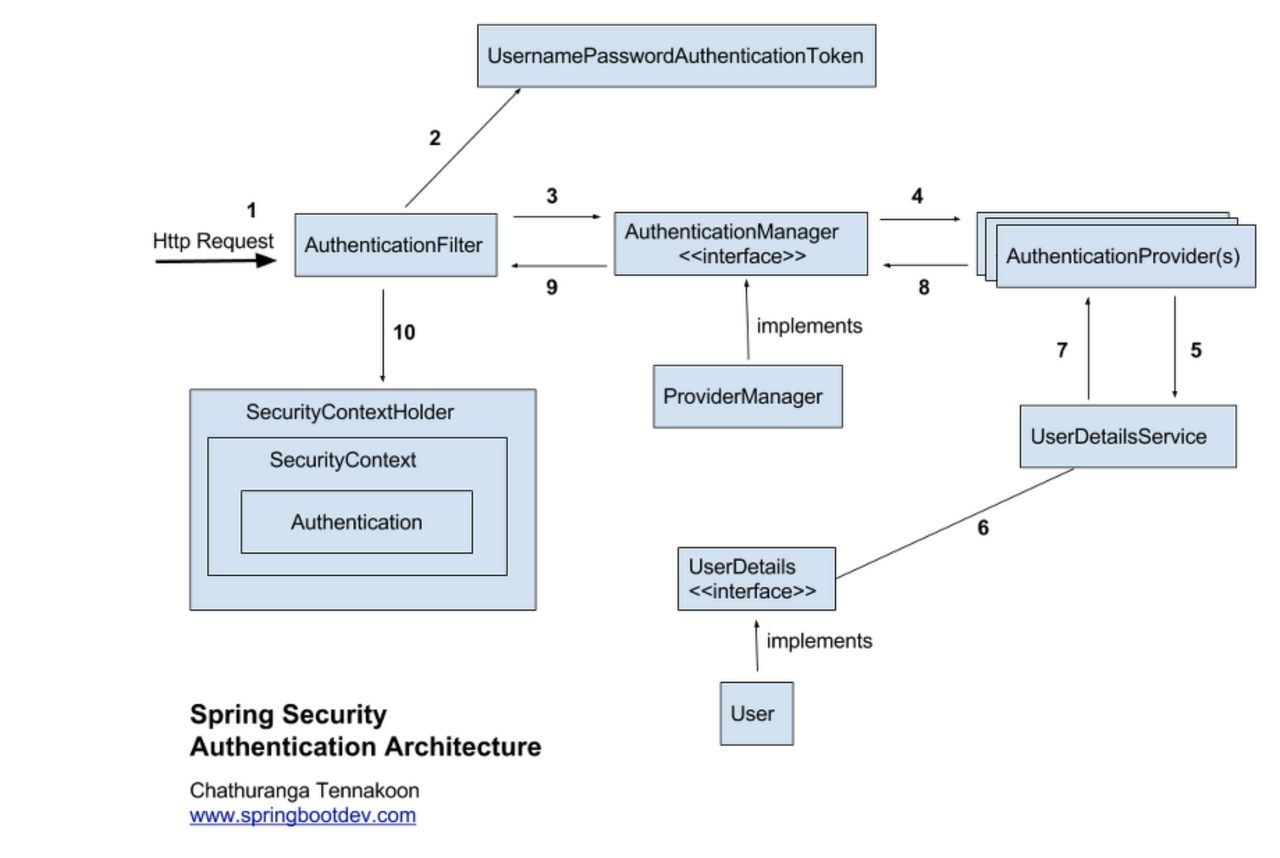 UsernamePasswordAuthenticationToken
2
1
Http Request
AuthenticationFilter
3
9
AuthenticationManager
<<interface>>
4
8
AuthenticationProvider(s)
implements
ProviderManager
7
5
UserDetailsService
10
SecurityContextHolder
SecurityContext
Authentication
6
UserDetails
<<interface>>
implements
User
Spring Security
Authentication Architecture
Chathuranga Tennakoon
www.springbootdev.com